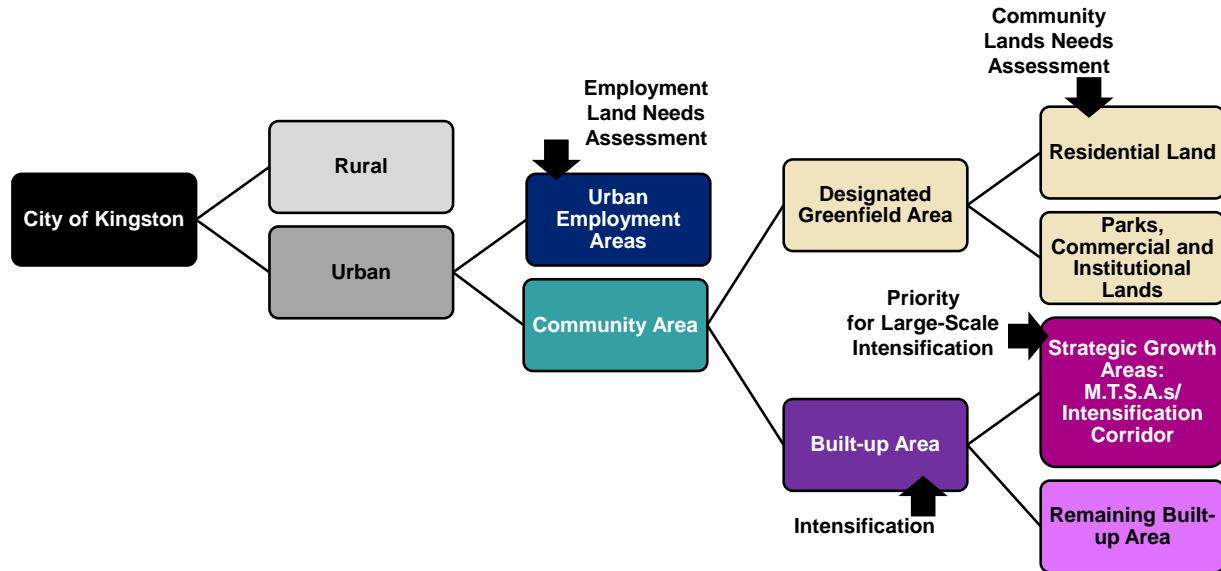 Community
Lands Needs
Assessment
Employment
Land Needs
Assessment
Rural
Residential Land
City of Kingston
Urban
Employment
Areas
Designated
Greenfield Area
Urban
Parks,
Commercial and
Institutional
Lands
Community Area
Priority
for Large-Scale
Intensification
Strategic Growth
Areas:
M.T.S.A.s/
Intensification
Corridor
Built-up Area
Intensification
Remaining Built-
up Area